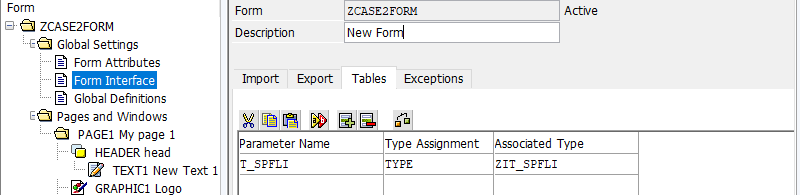 Form
ZCASE2FORM
Global Settings
Form Attributes
Form Interface
Global Definitions
Pages and Windows
PAGE1 My page 1
HEADER head
TEXT1 New Text 1
GRAPHIC1 Logo
Form ZCASE2FORM Active
Description New Form
Import Export Tables Exceptions
Parameter Name Type Assignment Associated Type
T_SPFLI TYPE ZIT_SPFLI